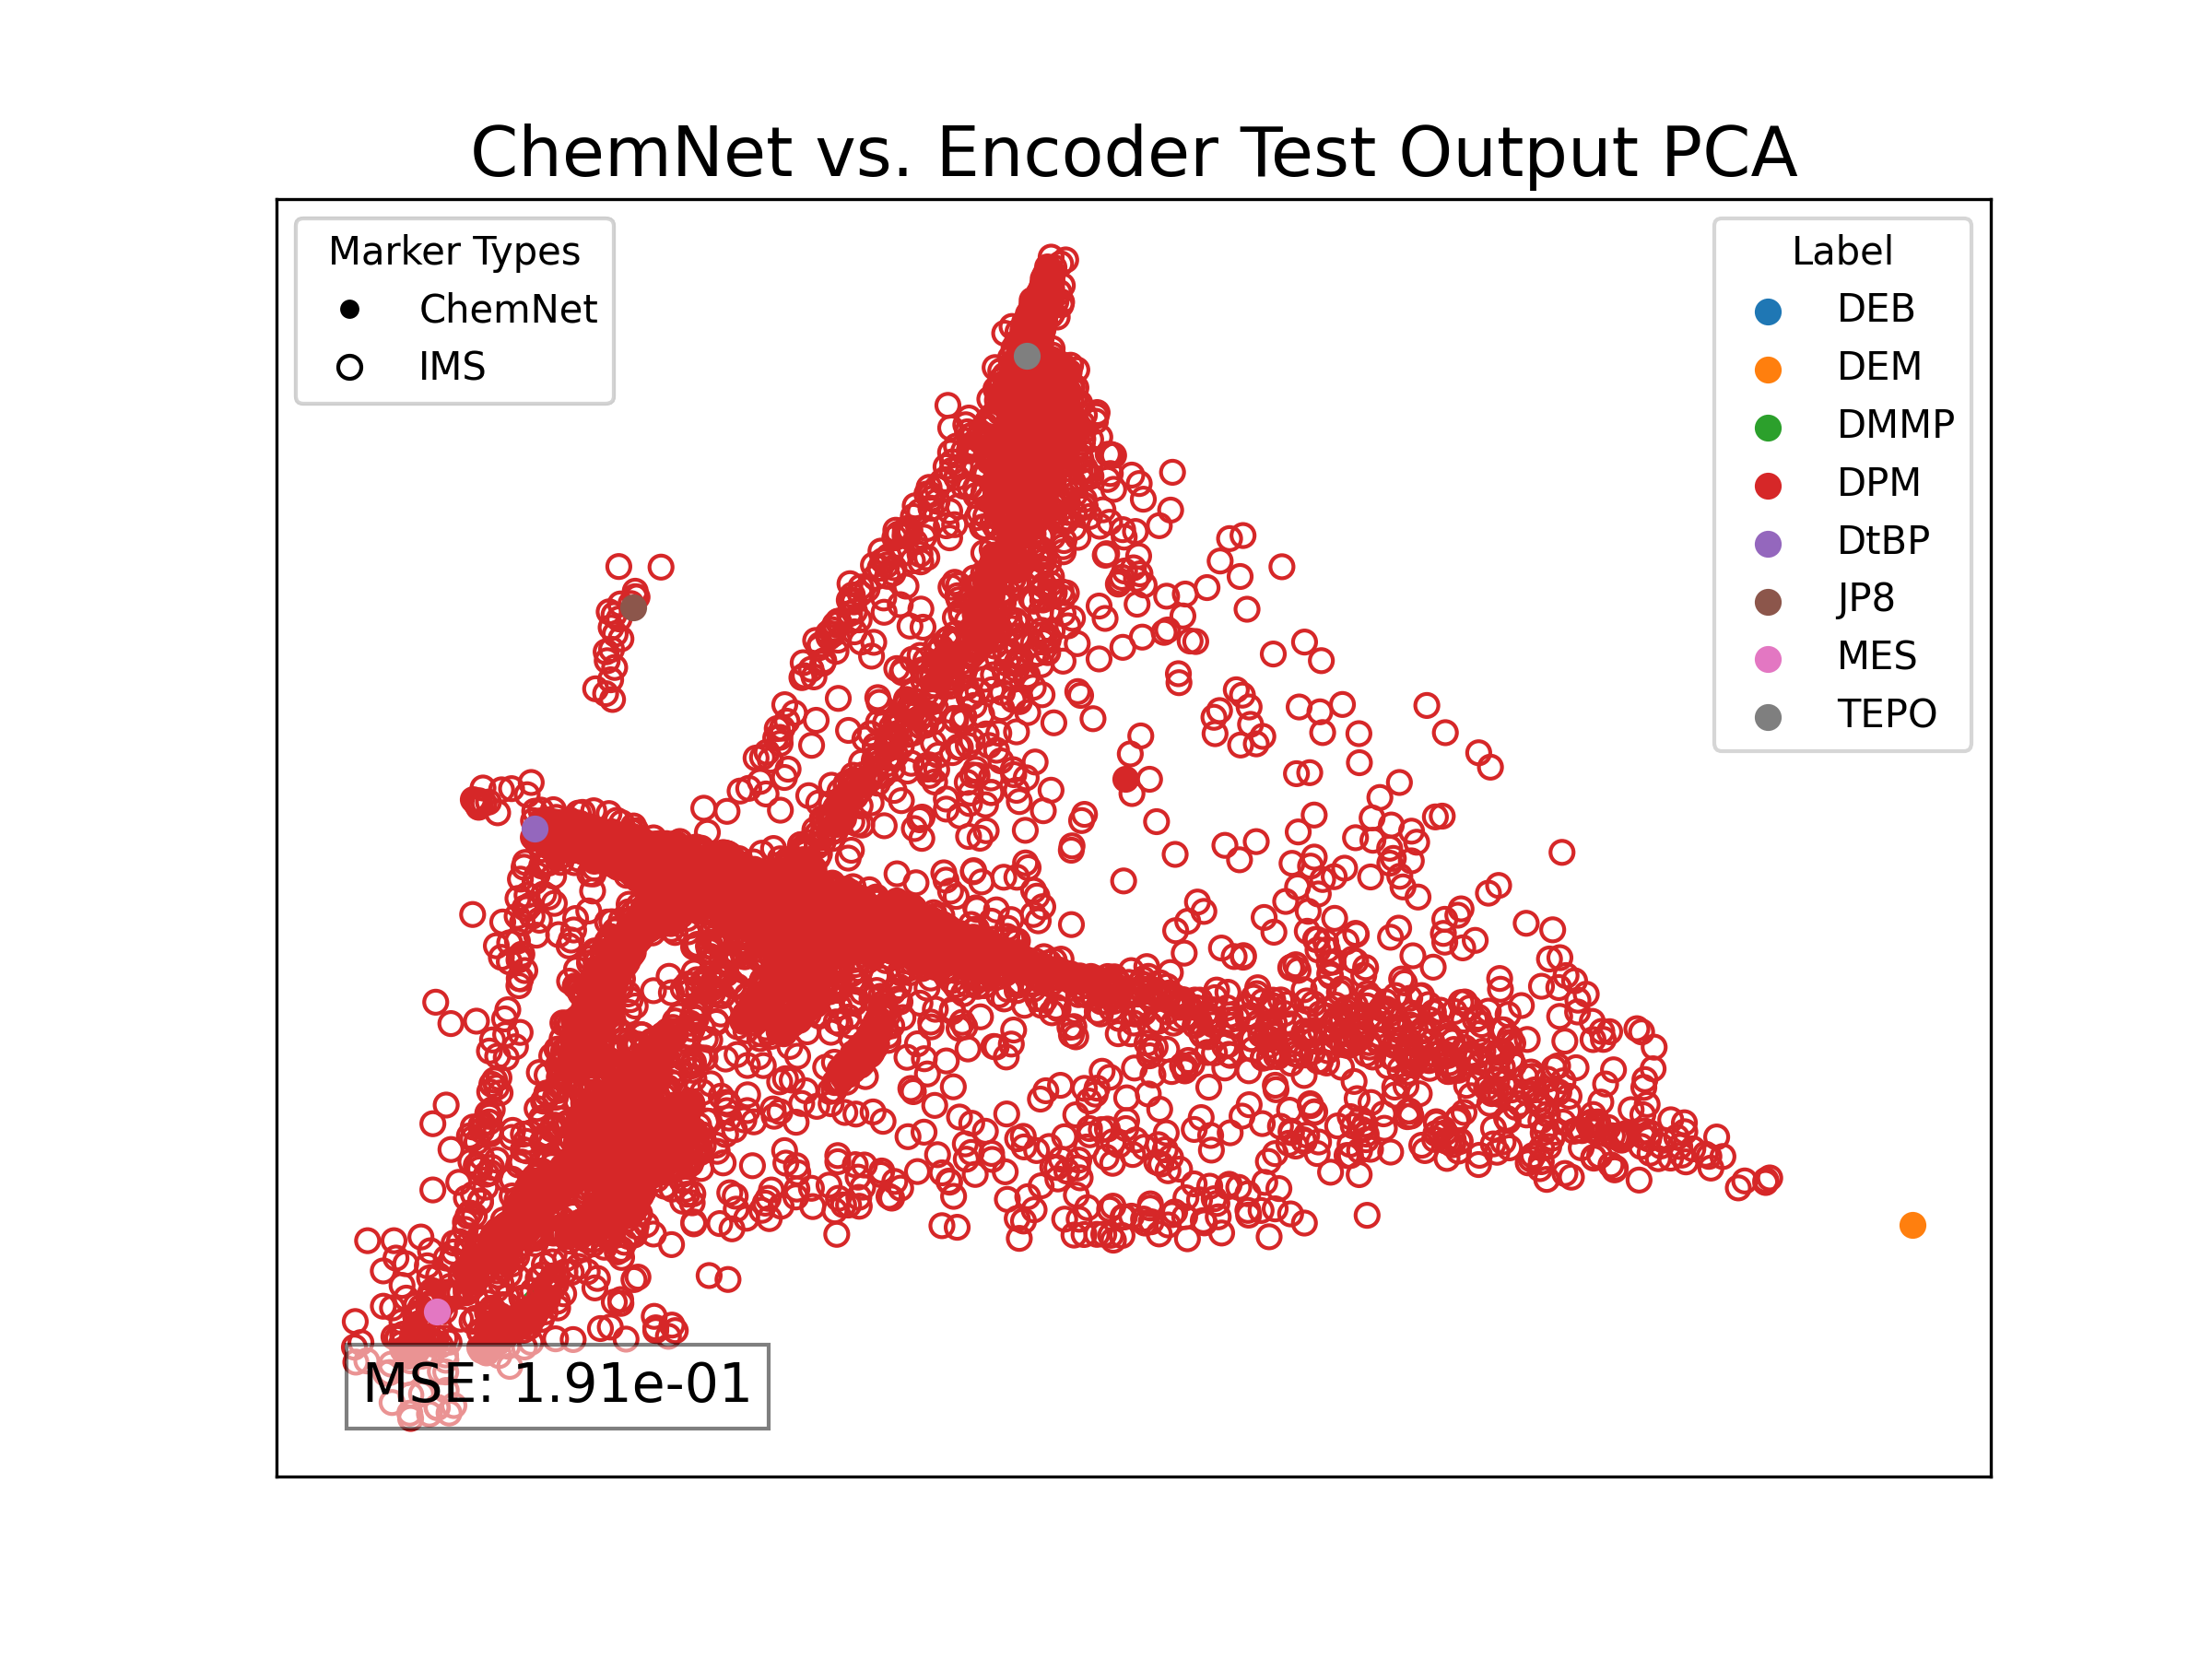 ChemNet vs. Encoder Test Output PCA
Marker Types
ChemNet
IMS
Label
DEB
DEM
DMMP
DPM
DtBP
JP8
MES
TEPO
MSE: 1.91e-01